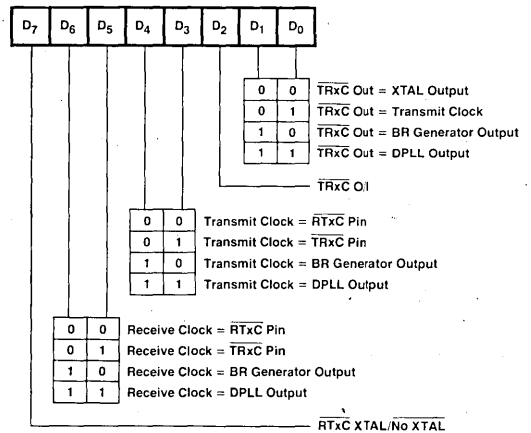 D7 D6 D5 D4 D3 D2 D1 D0
0 0 TRxC Out = XTAL Output
0 1 TRxC Out = Transmit Clock
1 0 TRxC Out = BR Generator Output
1 1 TRxC Out = DPLL Output
TRxC O/I
0 0 Transmit Clock = RTxC Pin
0 1 Transmit Clock = TRxC Pin
1 0 Transmit Clock = BR Generator Output
1 1 Transmit Clock = DPLL Output
0 0 Receive Clock = RTxC Pin
0 1 Receive Clock = TRxC Pin
1 0 Receive Clock = BR Generator Output
1 1 Receive Clock = DPLL Output
RTxC XTAL/No XTAL